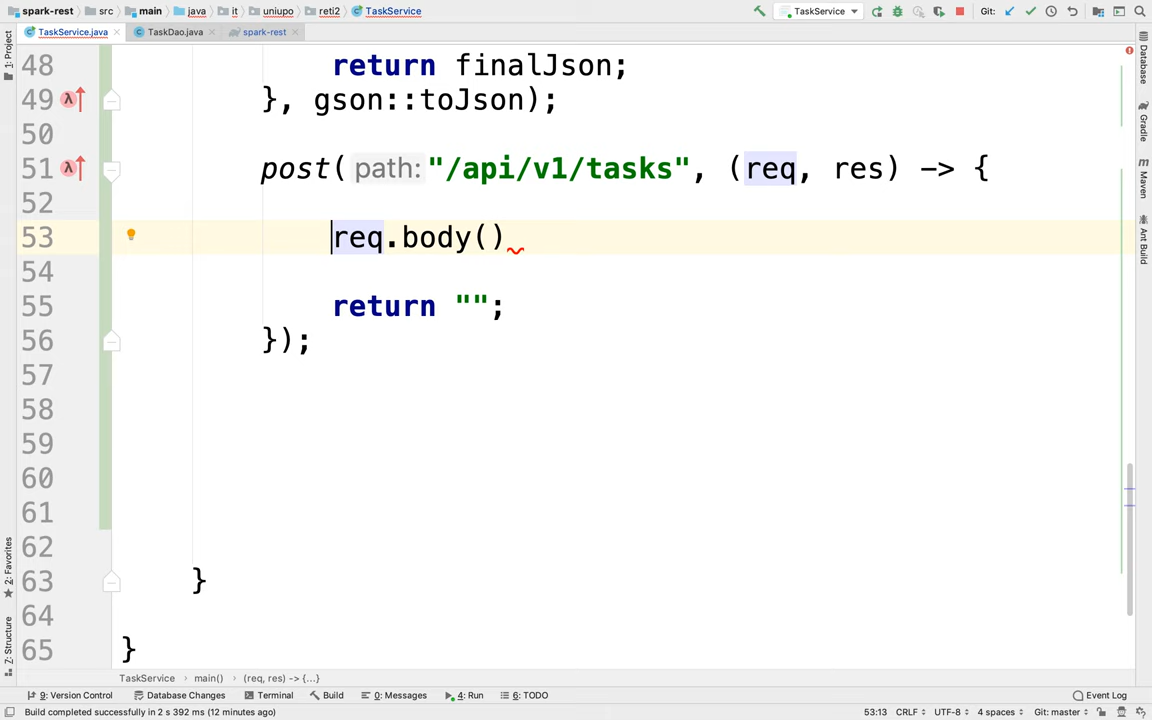 spark-rest src main java it uniupo reti2 TaskService TaskService Git:
TaskService.java TaskDao.java spark-rest
1: Project
Database
Gradle
Maven
Ant Build
2: Favorites
7: Structure
48 return finalJson;
49 }, gson::toJson);
50
51 post( path: "/api/v1/tasks", (req, res) -> {
52
53 req.body()
54
55 return "";
56 });
57
58
59
60
61
62
63 }
64
65 }
TaskService main() (req, res) -> {...}
9: Version Control Database Changes Terminal Build 0: Messages 4: Run 6: TODO Event Log
Build completed successfully in 2 s 392 ms (12 minutes ago) 53:13 CRLF UTF-8 4 spaces Git: master